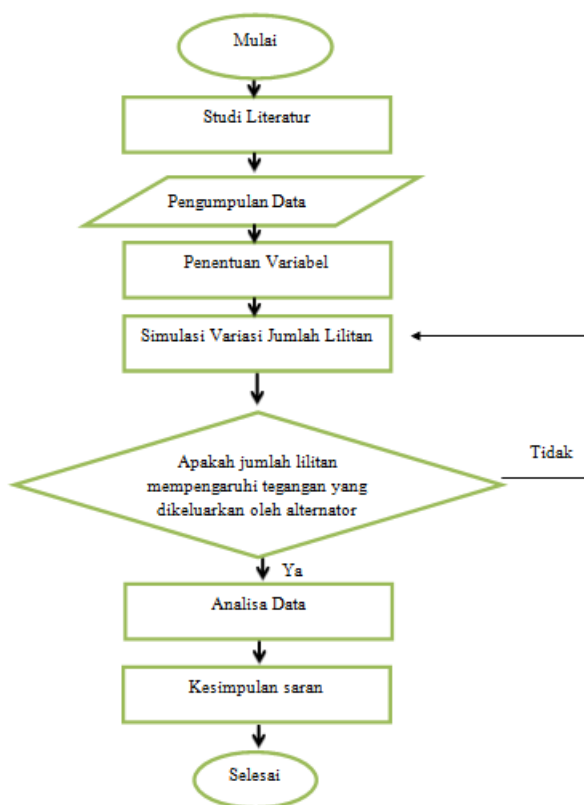 Mulai
Studi Literatur
Pengumpulan Data
Penentuan Variabel
Simulasi Variasi Jumlah Lilitan
Apakah jumlah lilitan
mempengaruhi tegangan yang
dikeluarkan oleh alternator
Tidak
Ya
Analisa Data
Kesimpulan saran
Selesai